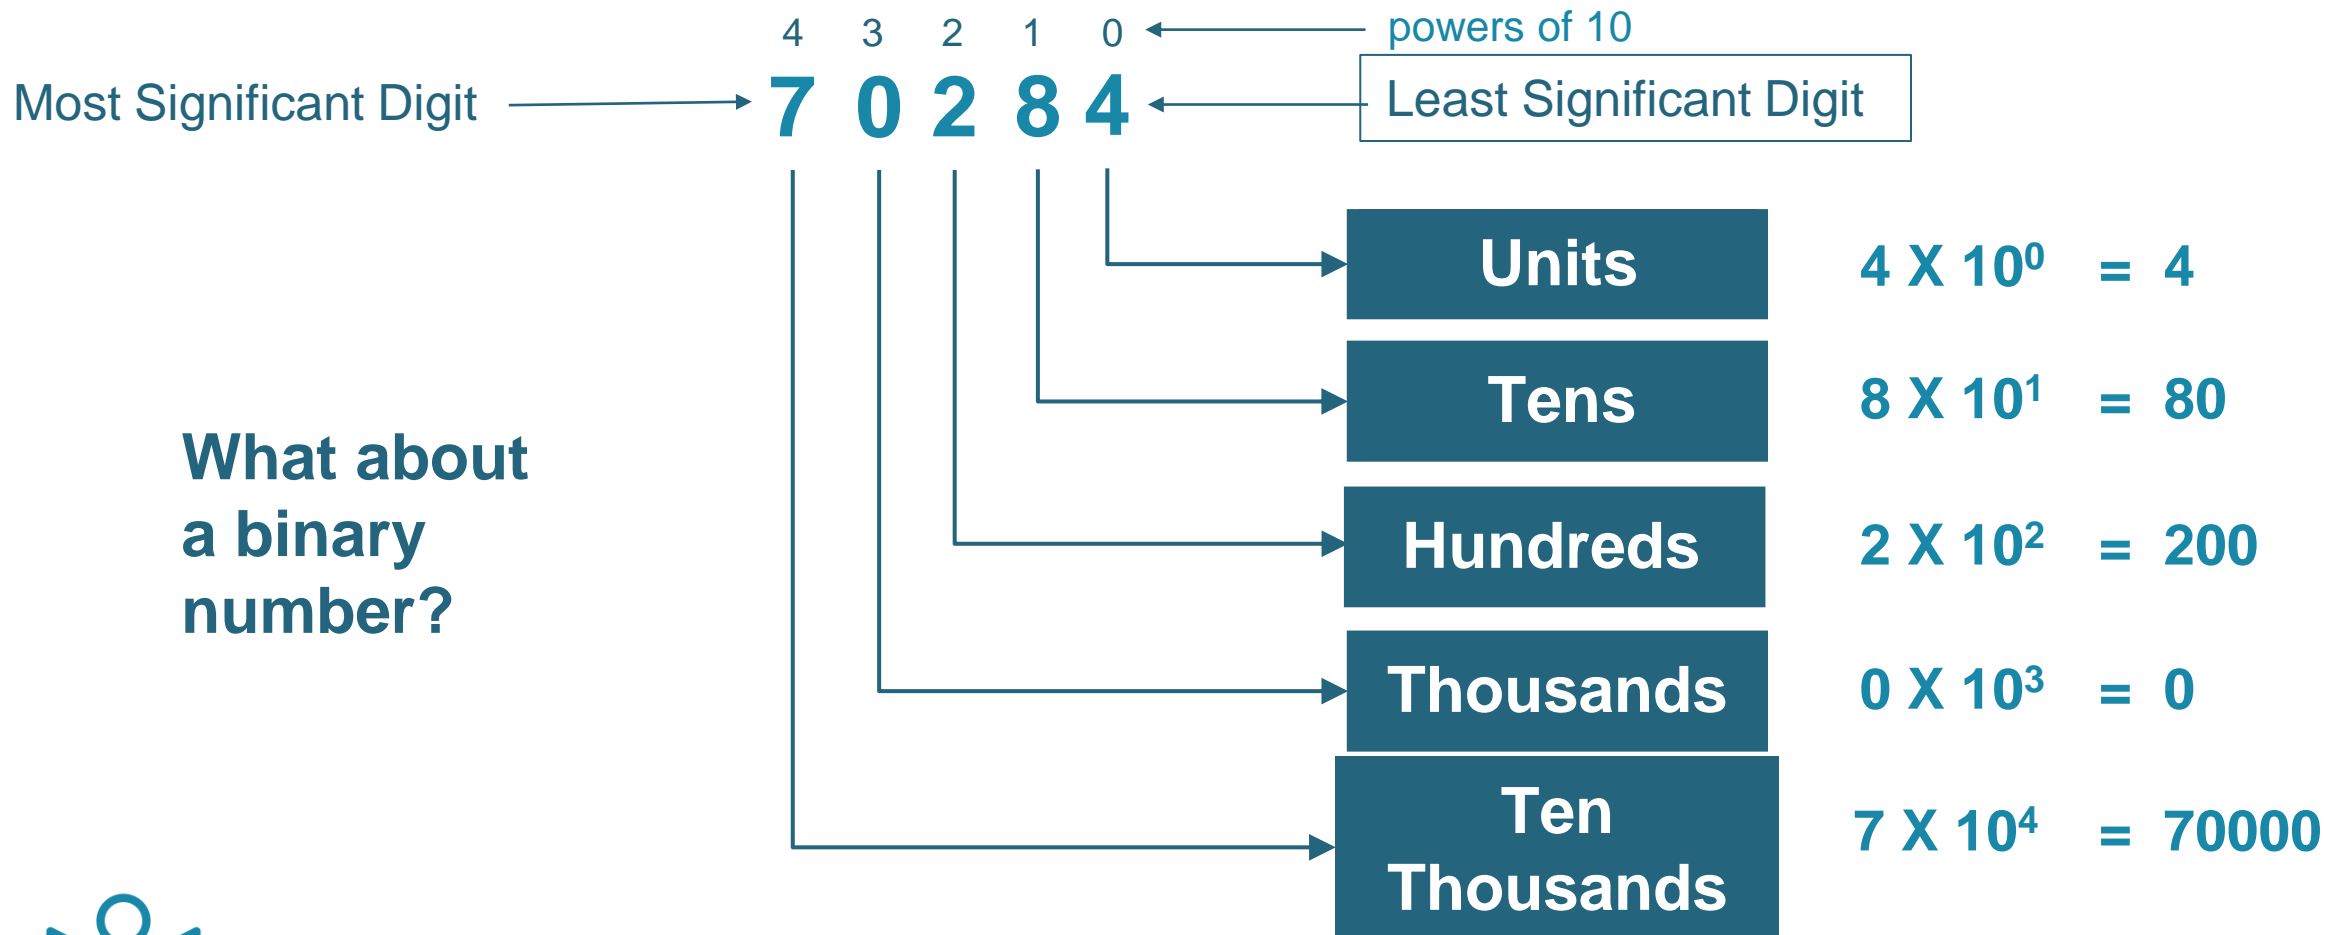 4 3 2 1 0 powers of 10
Most Significant Digit 7 0 2 8 4 Least Significant Digit
Units 4 X 10⁰ = 4
Tens 8 X 10¹ = 80
What about
a binary
number?
Hundreds 2 X 10² = 200
Thousands 0 X 10³ = 0
Ten
Thousands 7 X 10⁴ = 70000